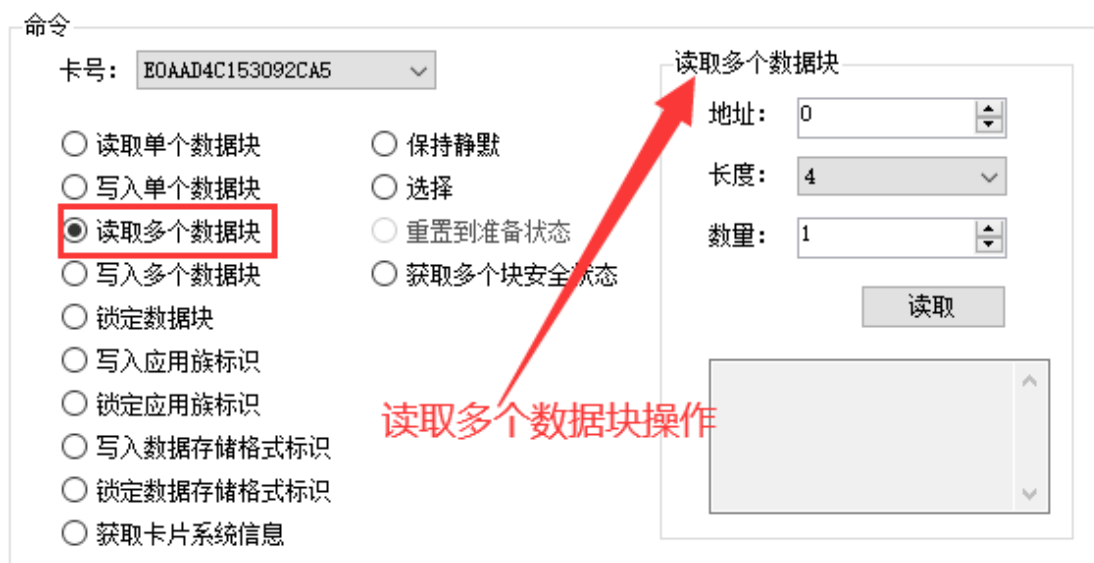 命令
卡号： E0AAD4C153092CA5
读取单个数据块
写入单个数据块
读取多个数据块
写入多个数据块
锁定数据块
写入应用族标识
锁定应用族标识
写入数据存储格式标识
锁定数据存储格式标识
获取卡片系统信息
保持静默
选择
重置到准备状态
获取多个块安全状态
读取多个数据块
地址： 0
长度： 4
数量： 1
读取
读取多个数据块操作